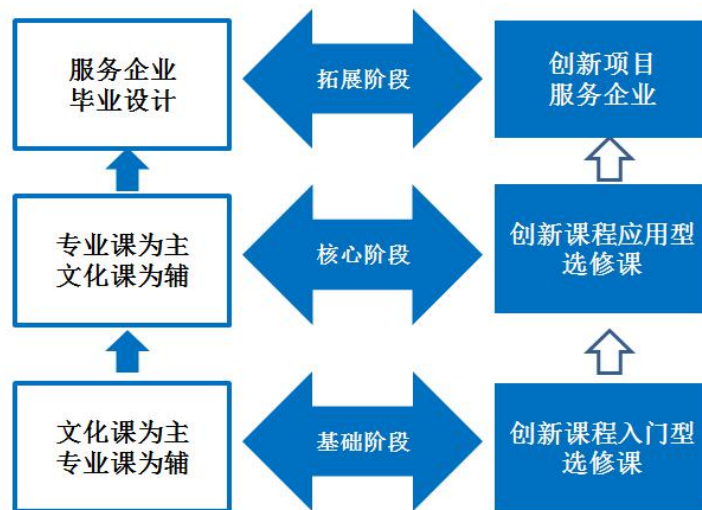 服务企业
毕业设计
拓展阶段
创新项目
服务企业
专业课为主
文化课为辅
核心阶段
创新课程应用型
选修课
文化课为主
专业课为辅
基础阶段
创新课程入门型
选修课